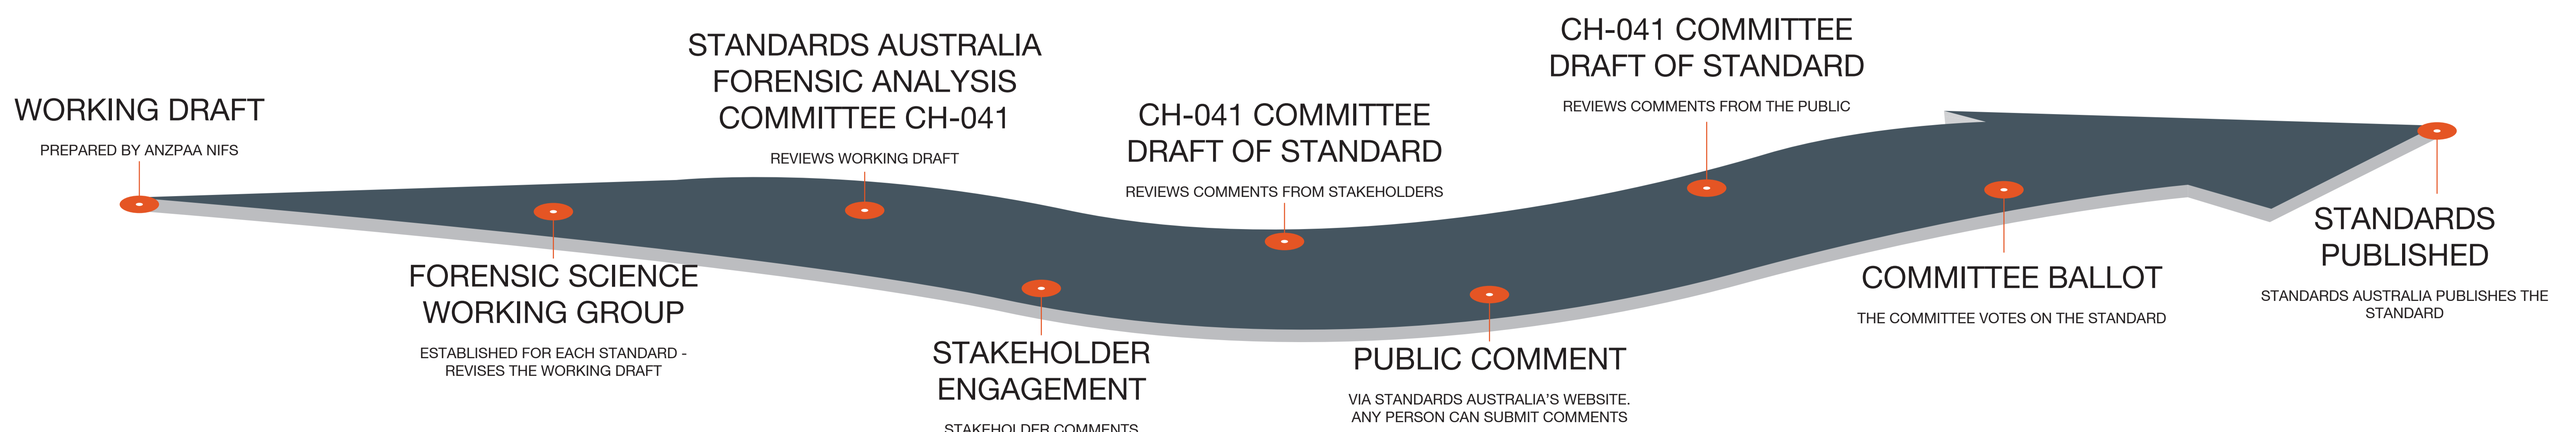 WORKING DRAFT
PREPARED BY ANZPAA NIFS
FORENSIC SCIENCE
WORKING GROUP
ESTABLISHED FOR EACH STANDARD -
REVISES THE WORKING DRAFT
STANDARDS AUSTRALIA
FORENSIC ANALYSIS
COMMITTEE CH-041
REVIEWS WORKING DRAFT
STAKEHOLDER
ENGAGEMENT
STAKEHOLDER COMMENTS
CH-041 COMMITTEE
DRAFT OF STANDARD
REVIEWS COMMENTS FROM STAKEHOLDERS
PUBLIC COMMENT
VIA STANDARDS AUSTRALIA'S WEBSITE.
ANY PERSON CAN SUBMIT COMMENTS
CH-041 COMMITTEE
DRAFT OF STANDARD
REVIEWS COMMENTS FROM THE PUBLIC
COMMITTEE BALLOT
THE COMMITTEE VOTES ON THE STANDARD
STANDARDS
PUBLISHED
STANDARDS AUSTRALIA PUBLISHES THE
STANDARD